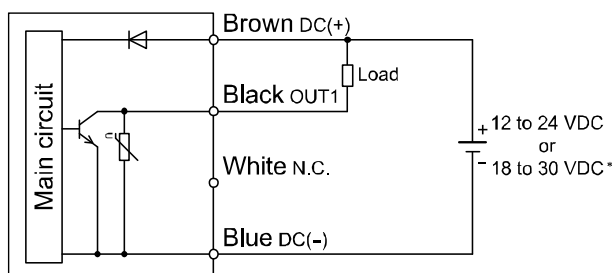 Brown DC(+)
Load
Black OUT1
Main circuit
n
White N.C.
Blue DC(−)
+ 12 to 24 VDC
or
− 18 to 30 VDC*